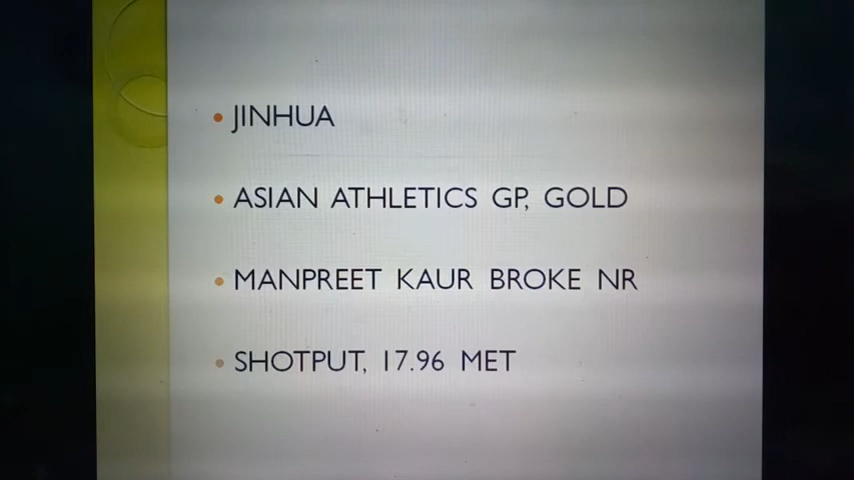 JINHUA
ASIAN ATHLETICS GP, GOLD
MANPREET KAUR BROKE NR
SHOTPUT, 17.96 MET